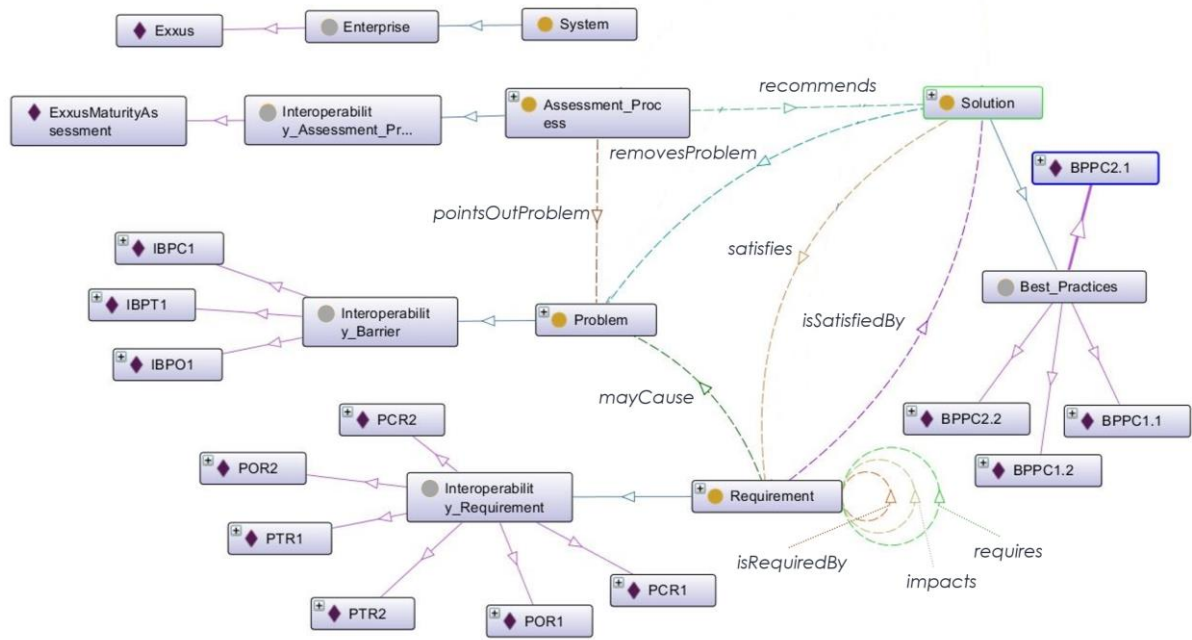 Exxus
Enterprise
System
ExxusMaturityAs
sessment
Interoperabilit
y_Assessment_Pr...
Assessment_Proc
ess
recommends
Solution
removesProblem
BPPC2.1
pointsOutProblem
satisfies
IBPC1
IBPT1
IBPO1
Interoperabilit
y_Barrier
Problem
isSatisfiedBy
Best_Practices
mayCause
BPPC2.2
BPPC1.1
BPPC1.2
PCR2
POR2
PTR1
PTR2
POR1
PCR1
Interoperabilit
y_Requirement
Requirement
isRequiredBy
impacts
requires